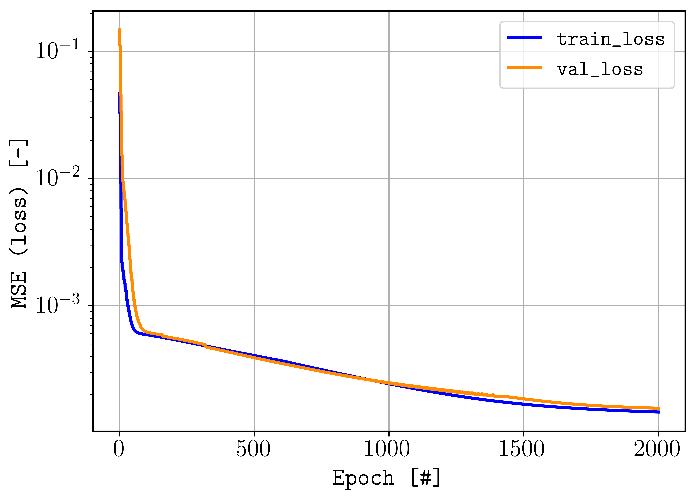 train_loss
val_loss
10⁻¹
10⁻²
10⁻³
MSE (loss) [-]
0 500 1000 1500 2000
Epoch [#]